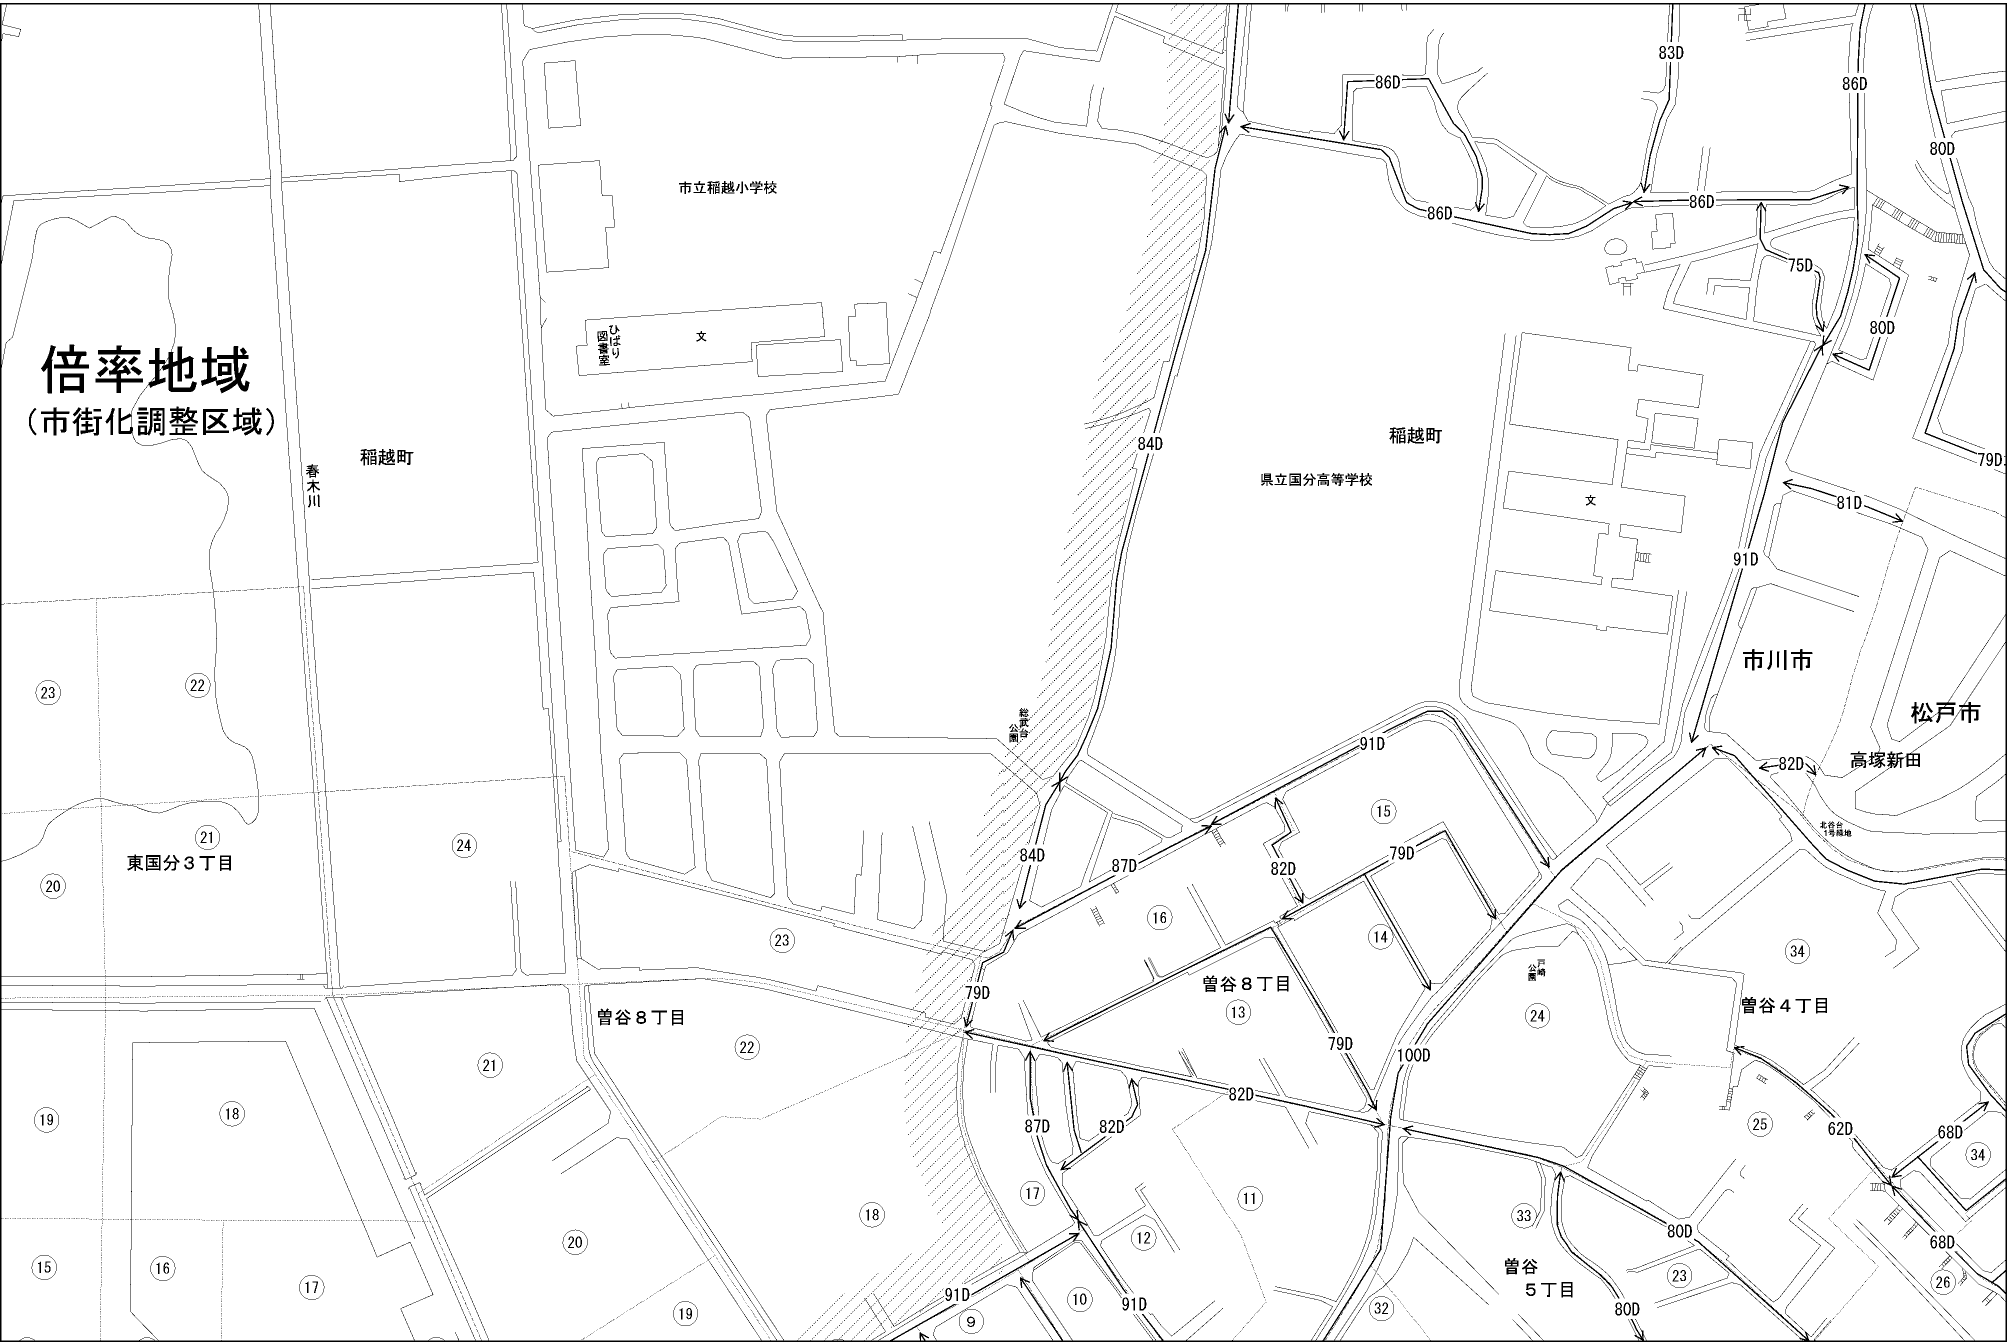 83D
86D
86D
80D
市立稲越小学校
86D
86D
75D
80D
ひばり
図書室
文
倍率地域
(市街化調整区域)
稲越町
春木川
84D
稲越町
県立国分高等学校
文
79D
81D
91D
市川市
松戸市
高塚新田
82D
23
22
総武台
公園
91D
15
北谷台
1号緑地
21
東国分3丁目
24
20
84D
87D
82D
79D
16
14
23
34
戸崎
公園
79D
曽谷8丁目
13
曽谷8丁目
22
24
曽谷4丁目
79D
100D
21
82D
19
18
87D
82D
25
62D
68D
34
17
11
18
12
33
80D
20
68D
15
16
17
曽谷
5丁目
23
26
91D
10
91D
32
80D
19
9